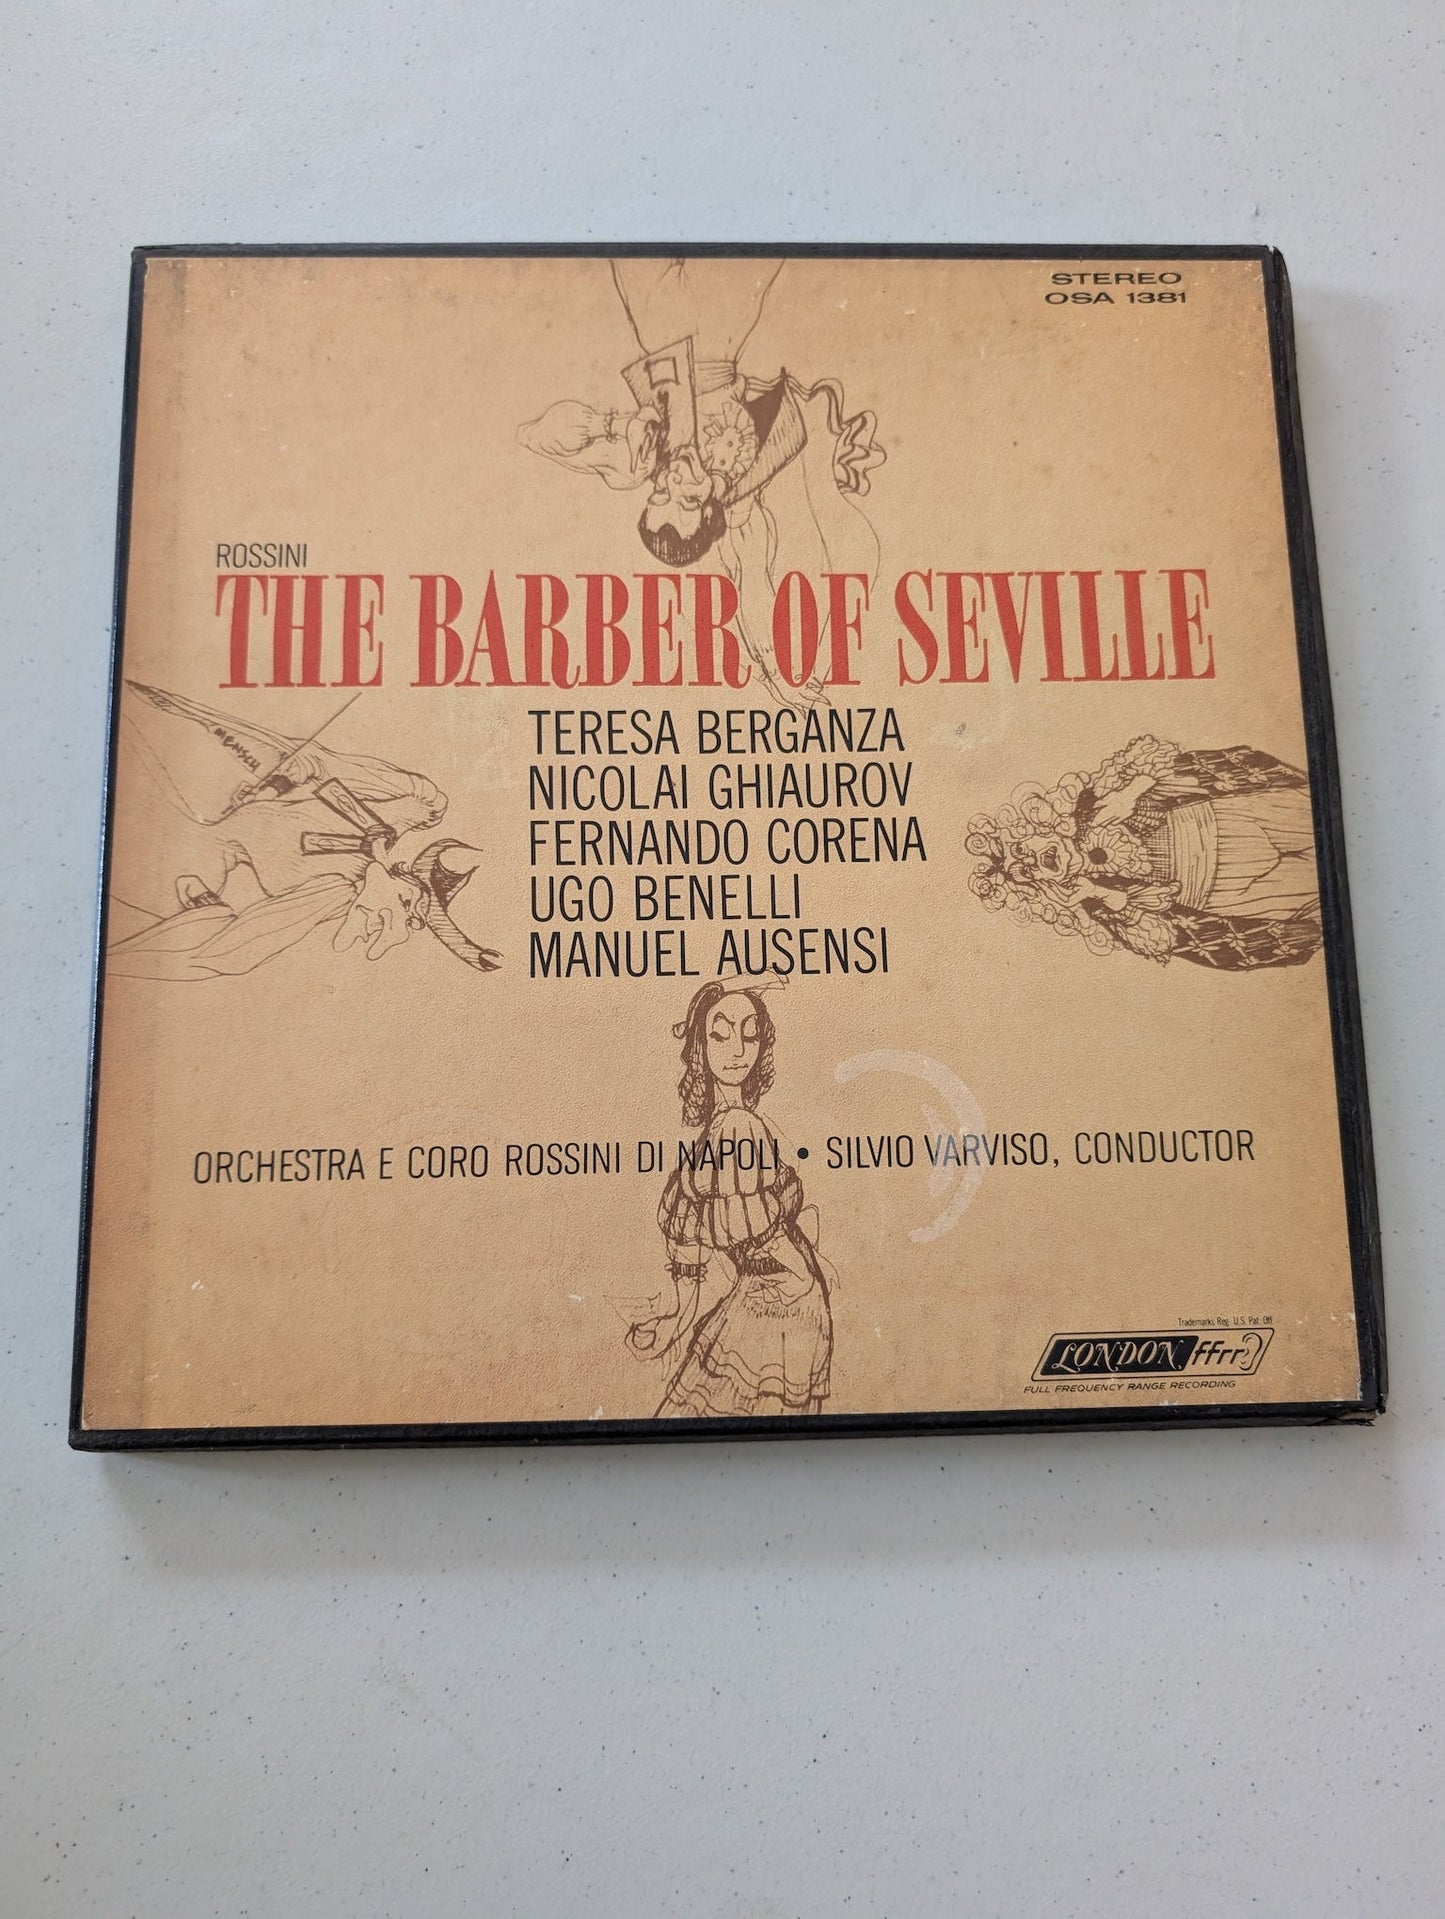 STEREO
OSA 1381
ROSSINI
THE BARBER OF SEVILLE
TERESA BERGANZA
NICOLAI GHIAUROV
FERNANDO CORENA
UGO BENELLI
MANUEL AUSENSI
MENSCH
ORCHESTRA E CORO ROSSINI DI NAPOLI • SILVIO VARVISO, CONDUCTOR
Trademarks Reg. U.S. Pat. Off.
LONDON ffrr
FULL FREQUENCY RANGE RECORDING